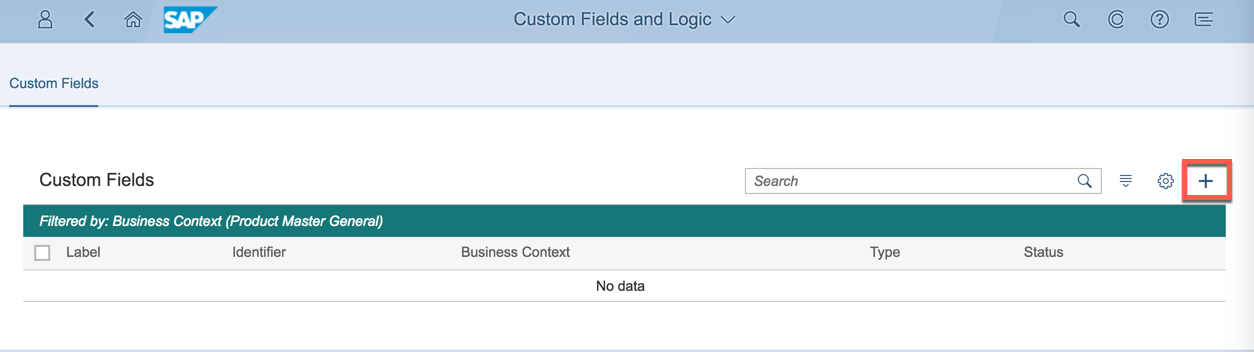 SAP Custom Fields and Logic
Custom Fields
Custom Fields Search
Filtered by: Business Context (Product Master General)
Label Identifier Business Context Type Status
No data